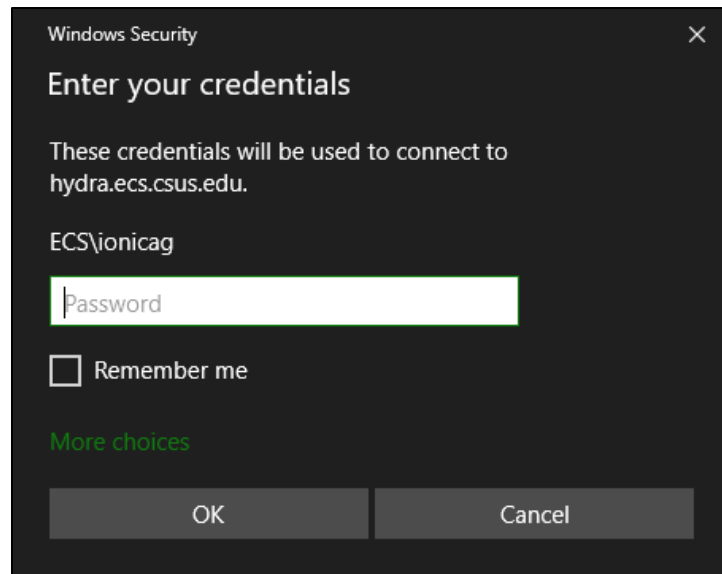 Windows Security
Enter your credentials
These credentials will be used to connect to
hydra.ecs.csus.edu.
ECS\ionicag
Password
Remember me
More choices
OK
Cancel